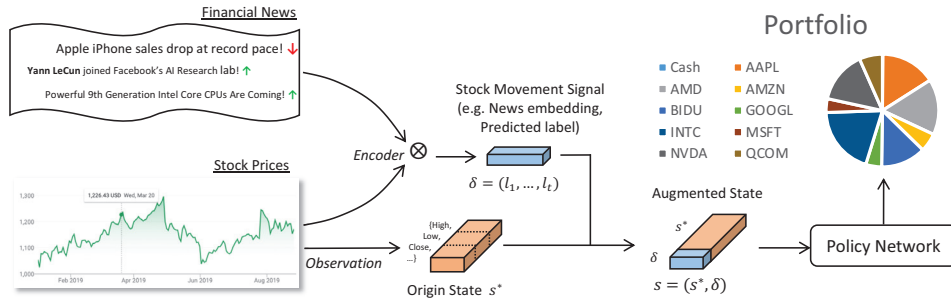 Financial News
Apple iPhone sales drop at record pace!
Yann LeCun joined Facebook's AI Research lab!
Powerful 9th Generation Intel Core CPUs Are Coming!
Stock Prices
1,226.43 USD Wed, Mar 20
1,300
1,200
1,100
1,000
Feb 2019
Apr 2019
Jun 2019
Aug 2019
Encoder
Observation
Stock Movement Signal
(e.g. News embedding,
Predicted label)
δ = (l₁, ... , lₜ)
{High,
Low,
Close,
...}
Origin State s*
Augmented State
s*
δ
s = (s*, δ)
Policy Network
Portfolio
Cash
AAPL
AMD
AMZN
BIDU
GOOGL
INTC
MSFT
NVDA
QCOM